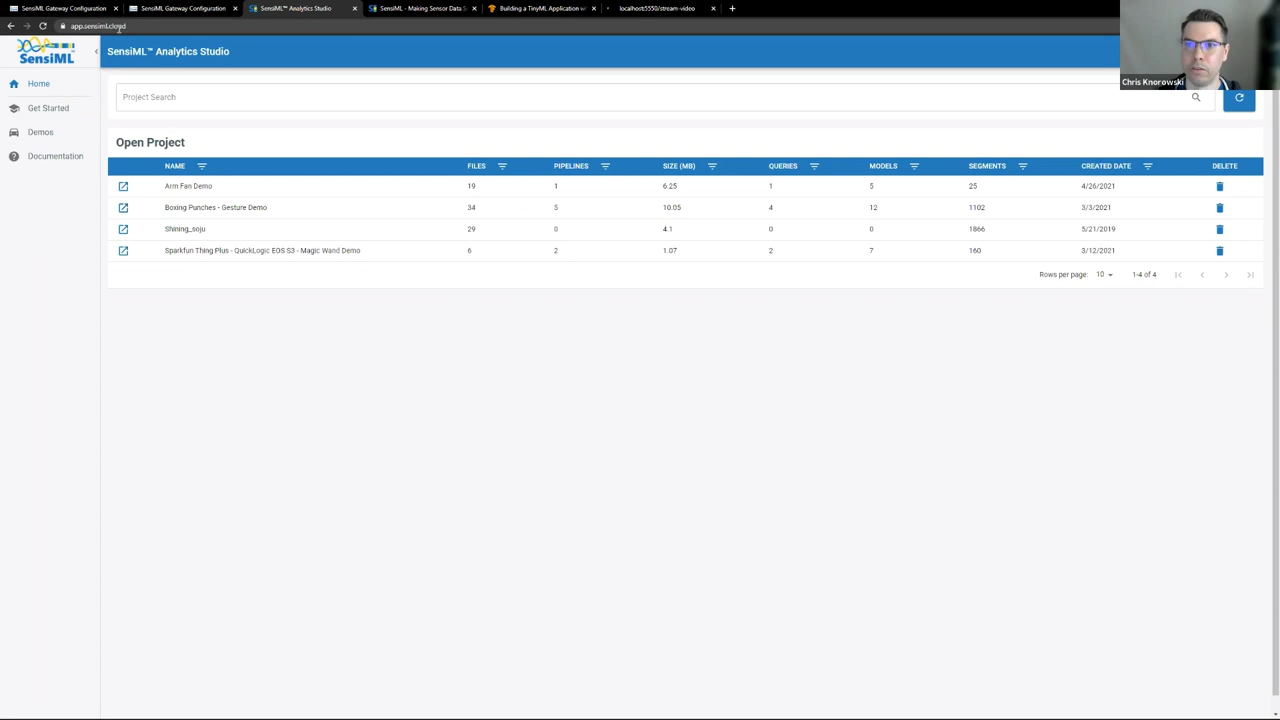 SensiML Gateway Configuration
SensiML Gateway Configuration
SensiML™ Analytics Studio
SensiML - Making Sensor Data S
Building a TinyML Application wi
localhost:5550/stream-video
app.sensiml.cloud
SensiML
SensiML™ Analytics Studio
Chris Knorowski
Home
Get Started
Demos
Documentation
Project Search
Open Project
NAME FILES PIPELINES SIZE (MB) QUERIES MODELS SEGMENTS CREATED DATE DELETE
Arm Fan Demo 19 1 6.25 1 5 25 4/26/2021
Boxing Punches - Gesture Demo 34 5 10.05 4 12 1102 3/3/2021
Shining_soju 29 0 4.1 0 0 1866 5/21/2019
Sparkfun Thing Plus - QuickLogic EOS S3 - Magic Wand Demo 6 2 1.07 2 7 160 3/12/2021
Rows per page: 10 1-4 of 4